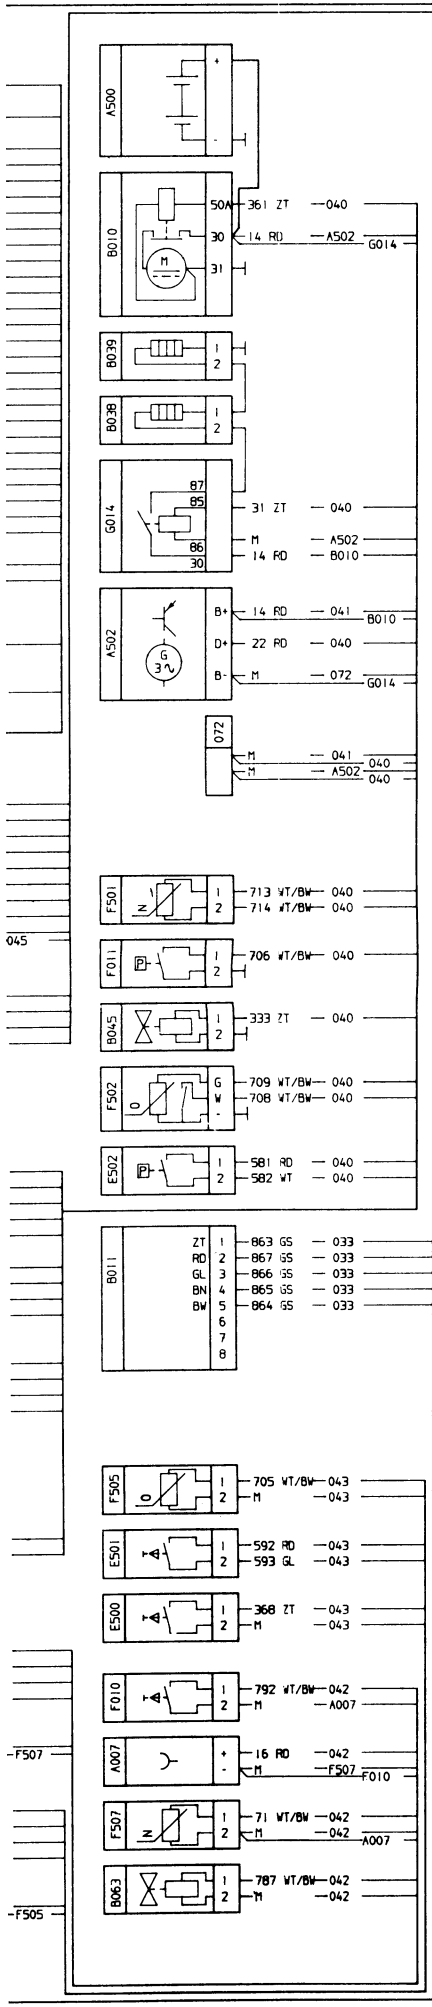 A500
+
-
B010
M
50A 361 ZT 040
30 14 RD A502
G014
31
B039
1
2
B038
1
2
G014
87
85
31 ZT 040
M A502
86
14 RD B010
30
A502
G
3~
B+ 14 RD 041
B010
D+ 22 RD 040
B- M 072
G014
072
M 041
040
M A502
040
F501
N
1 713 WT/BW 040
2 714 WT/BW 040
045
F011
P
1 706 WT/BW 040
2
B045
1 333 ZT 040
2
F502
O
G 709 WT/BW 040
W 708 WT/BW 040
-
E502
P
1 581 RD 040
2 582 WT 040
B011
ZT 1 863 GS 033
RD 2 867 GS 033
GL 3 866 GS 033
BN 4 865 GS 033
BW 5 864 GS 033
6
7
8
F505
O
1 705 WT/BW 043
2 M 043
E501
1 592 RD 043
2 593 GL 043
E500
1 368 ZT 043
2 M 043
F010
1 792 WT/BW 042
2 M A007
F507
A007
+ 16 RD 042
- M F507
F010
F507
N
1 71 WT/BW 042
2 M 042
A007
B063
1 787 WT/BW 042
2 M 042
F505